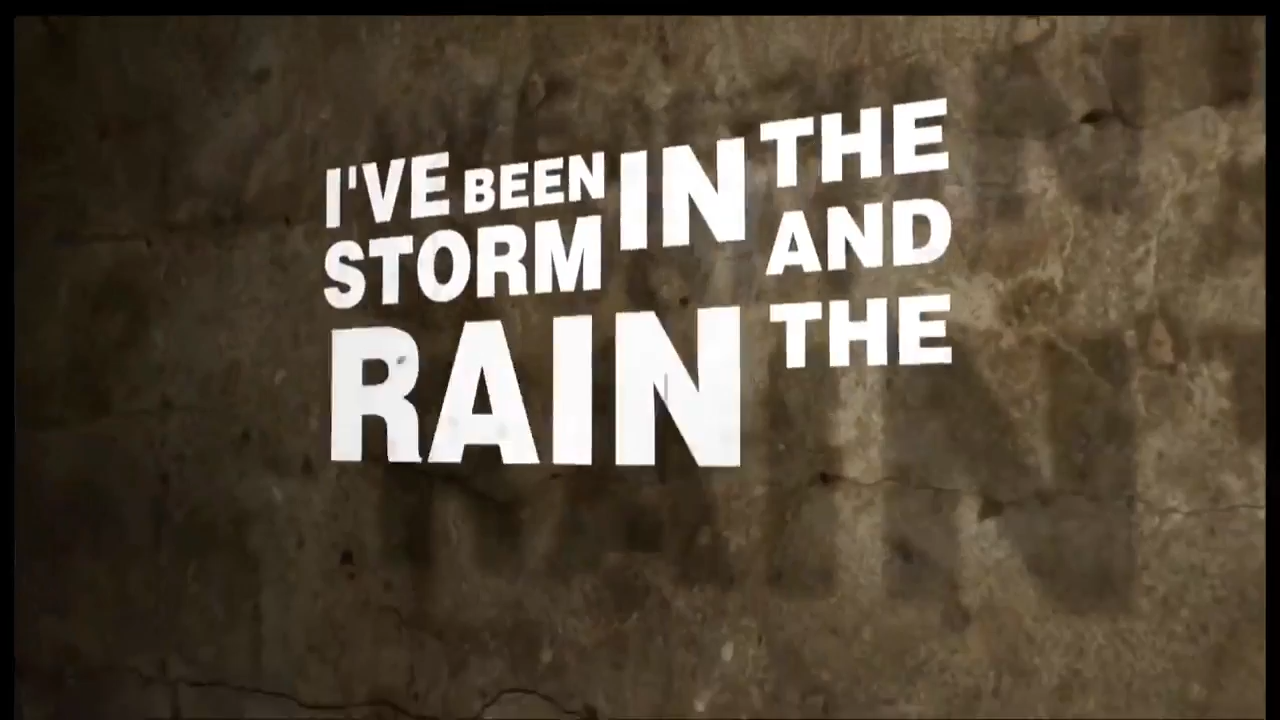 I'VE BEEN IN THE
STORM AND
RAIN THE